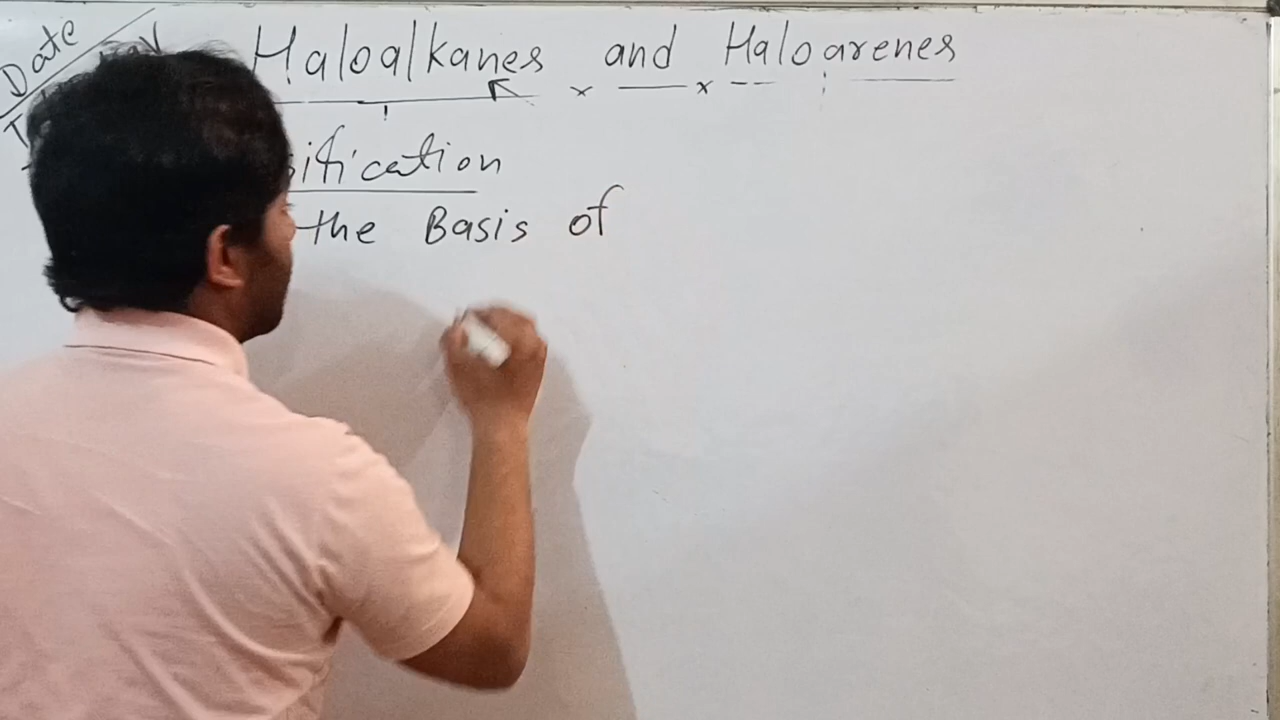 Date
Haloalkanes and Haloarenes
sification
the Basis of